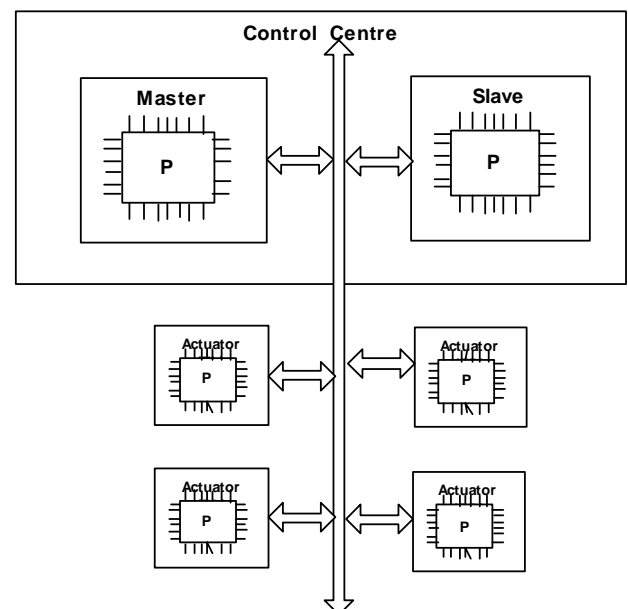 Control Centre
Master
Slave
P
P
Actuator
Actuator
P
P
Actuator
Actuator
P
P